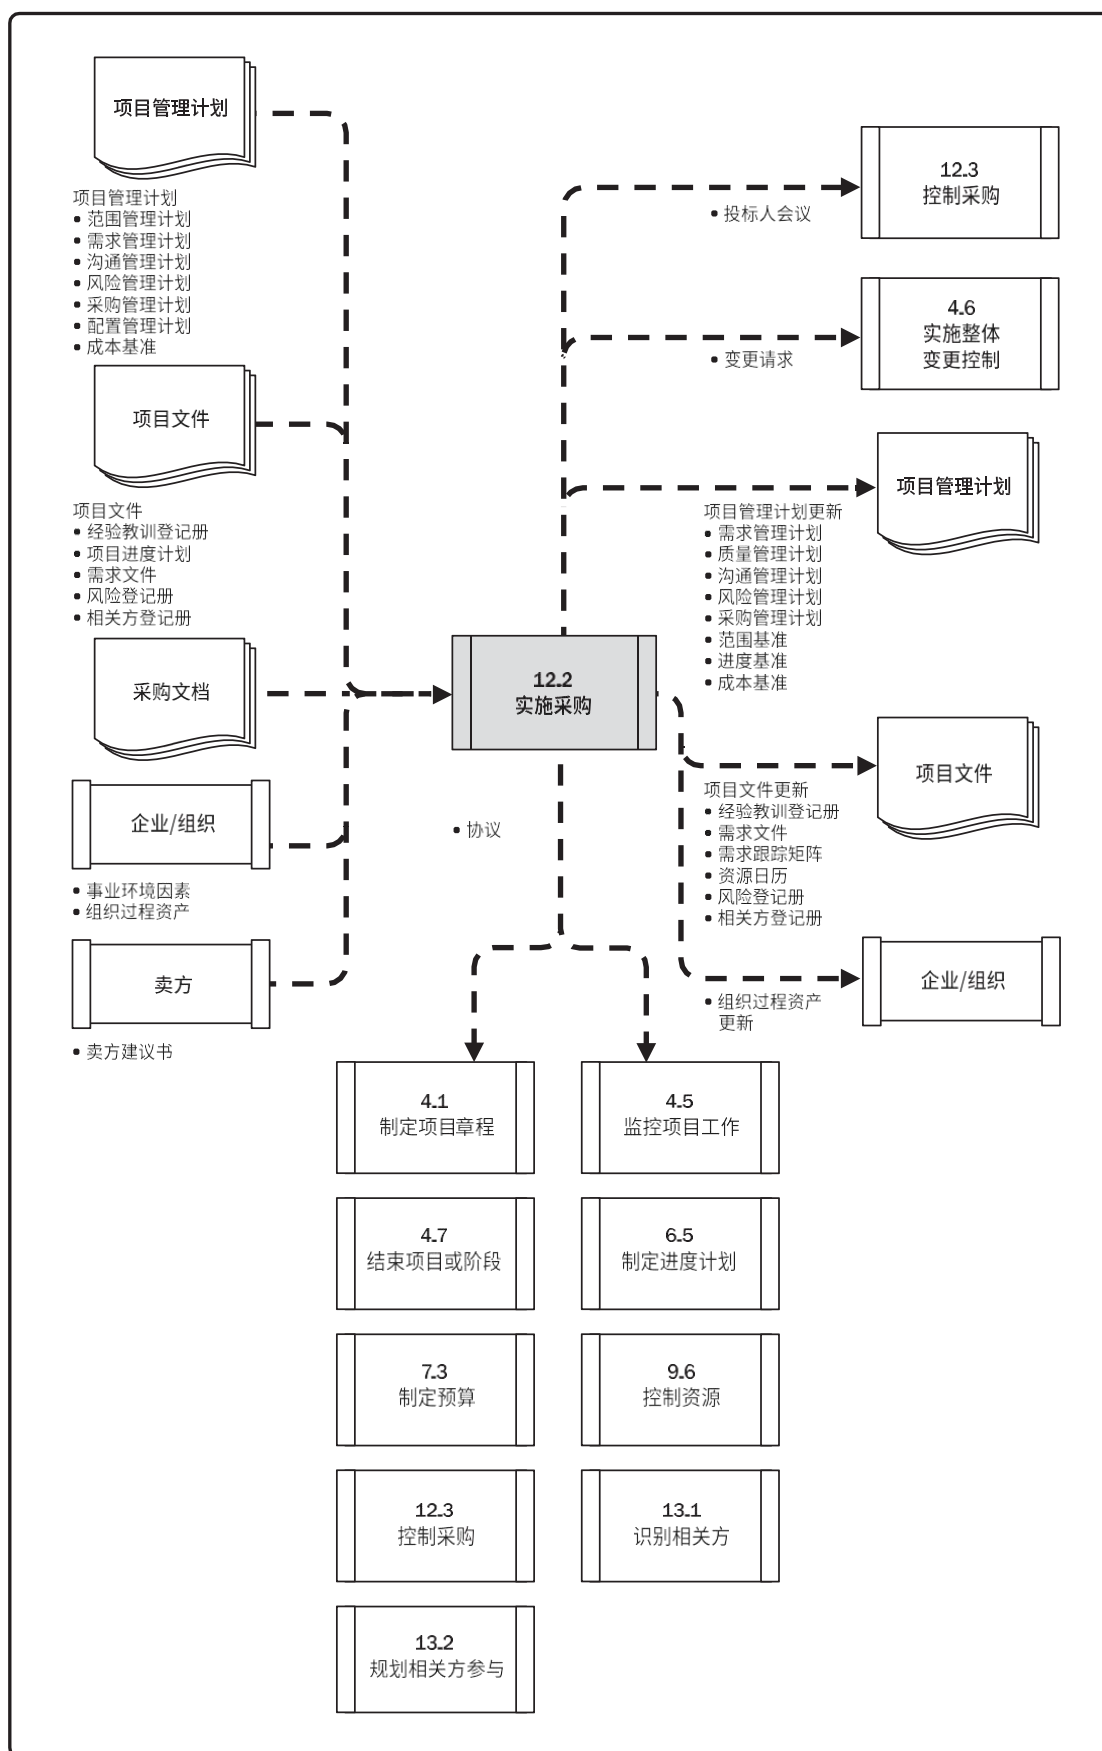 项目管理计划
项目管理计划
• 范围管理计划
• 需求管理计划
• 沟通管理计划
• 风险管理计划
• 采购管理计划
• 配置管理计划
• 成本基准
项目文件
项目文件
• 经验教训登记册
• 项目进度计划
• 需求文件
• 风险登记册
• 相关方登记册
采购文档
企业/组织
• 事业环境因素
• 组织过程资产
卖方
• 卖方建议书
12.2
实施采购
• 投标人会议
12.3
控制采购
• 变更请求
4.6
实施整体
变更控制
项目管理计划
项目管理计划更新
• 需求管理计划
• 质量管理计划
• 沟通管理计划
• 风险管理计划
• 采购管理计划
• 范围基准
• 进度基准
• 成本基准
项目文件
项目文件更新
• 经验教训登记册
• 需求文件
• 需求跟踪矩阵
• 资源日历
• 风险登记册
• 相关方登记册
企业/组织
• 组织过程资产
更新
• 协议
4.1
制定项目章程
4.5
监控项目工作
4.7
结束项目或阶段
6.5
制定进度计划
7.3
制定预算
9.6
控制资源
12.3
控制采购
13.1
识别相关方
13.2
规划相关方参与